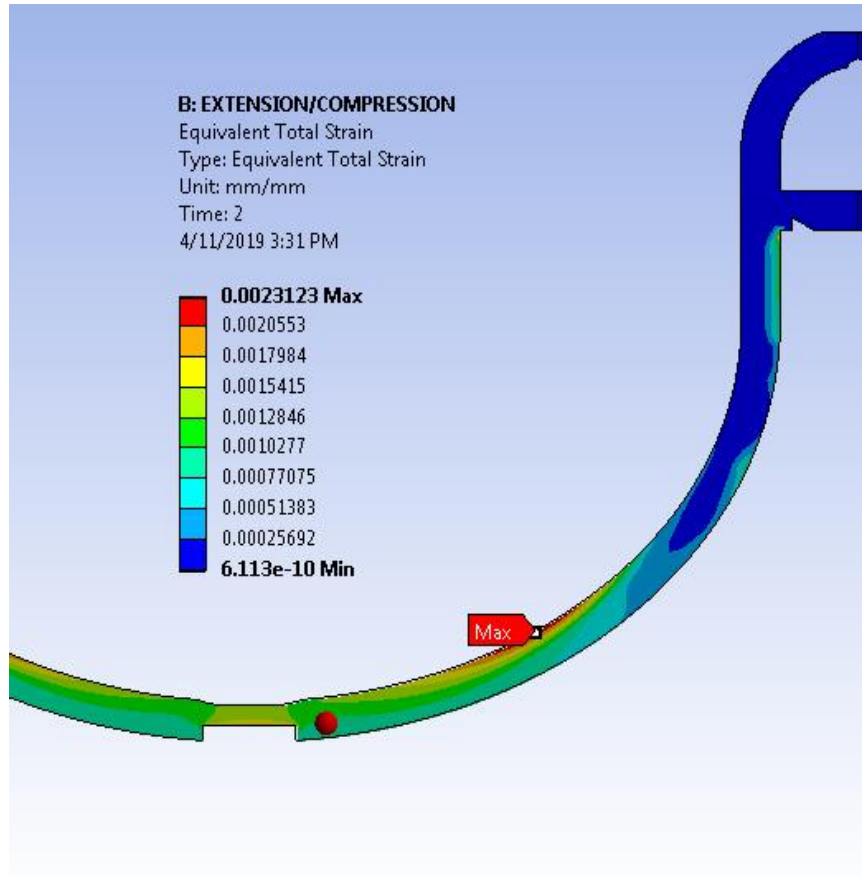 B: EXTENSION/COMPRESSION
Equivalent Total Strain
Type: Equivalent Total Strain
Unit: mm/mm
Time: 2
4/11/2019 3:31 PM
0.0023123 Max
0.0020553
0.0017984
0.0015415
0.0012846
0.0010277
0.00077075
0.00051383
0.00025692
6.113e-10 Min
Max